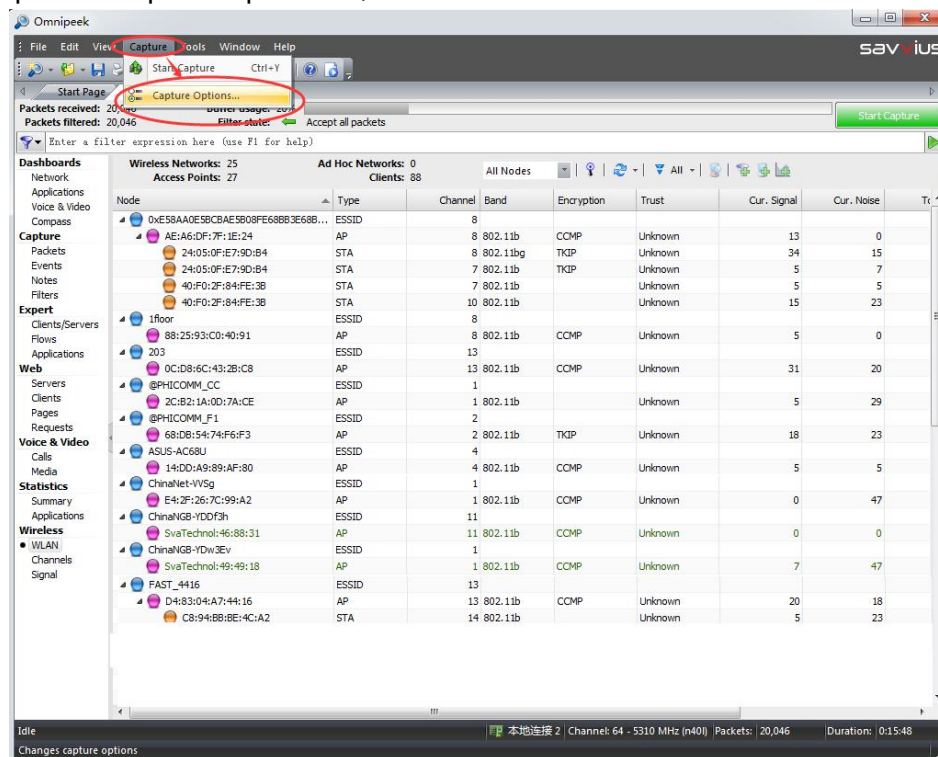 Omnipeek
File Edit View Capture Tools Window Help
savvius
Start Capture Ctrl+Y
Start Page
Capture Options...
Packets received: 20,046 Buffer usage: 20%
Packets filtered: 20,046 Filter state: Accept all packets
Start Capture
Enter a filter expression here (use F1 for help)
Dashboards
Network
Applications
Voice & Video
Compass
Capture
Packets
Events
Notes
Filters
Expert
Clients/Servers
Flows
Applications
Web
Servers
Clients
Pages
Requests
Voice & Video
Calls
Media
Statistics
Summary
Applications
Wireless
WLAN
Channels
Signal
Wireless Networks: 25 Ad Hoc Networks: 0
Access Points: 27 Clients: 88
All Nodes All
Node Type Channel Band Encryption Trust Cur. Signal Cur. Noise
0xE58AA0E5BCBAE5B08FE68BB3E68B... ESSID 8
AE:A6:DF:7F:1E:24 AP 8 802.11b CCMP Unknown 13 0
24:05:0F:E7:9D:B4 STA 8 802.11bg TKIP Unknown 34 15
24:05:0F:E7:9D:B4 STA 7 802.11b TKIP Unknown 5 7
40:F0:2F:84:FE:3B STA 7 802.11b Unknown 5 5
40:F0:2F:84:FE:3B STA 10 802.11b Unknown 15 23
1floor ESSID 8
88:25:93:C0:40:91 AP 8 802.11b CCMP Unknown 5 0
203 ESSID 13
0C:D8:6C:43:2B:C8 AP 13 802.11b CCMP Unknown 31 20
@PHICOMM_CC ESSID 1
2C:B2:1A:0D:7A:CE AP 1 802.11b Unknown 5 29
@PHICOMM_F1 ESSID 2
68:DB:54:74:F6:F3 AP 2 802.11b TKIP Unknown 18 23
ASUS-AC68U ESSID 4
14:DD:A9:89:AF:80 AP 4 802.11b CCMP Unknown 5 5
ChinaNet-VVSg ESSID 1
E4:2F:26:7C:99:A2 AP 1 802.11b CCMP Unknown 0 47
ChinaNGB-YDDf3h ESSID 11
SvaTechnol:46:88:31 AP 11 802.11b CCMP Unknown 0 0
ChinaNGB-YDw3Ev ESSID 1
SvaTechnol:49:49:18 AP 1 802.11b CCMP Unknown 7 47
FAST_4416 ESSID 13
D4:83:04:A7:44:16 AP 13 802.11b CCMP Unknown 20 18
C8:94:BB:BE:4C:A2 STA 14 802.11b Unknown 5 23
Idle 本地连接 2 Channel: 64 - 5310 MHz (n40l) Packets: 20,046 Duration: 0:15:48
Changes capture options